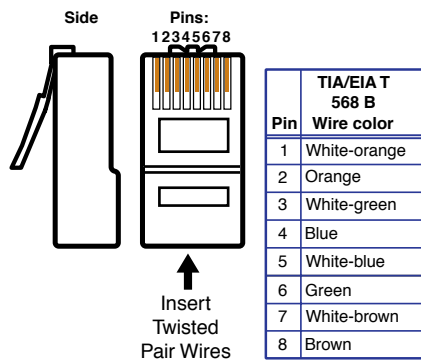 Side
Pins:
12345678
Insert
Twisted
Pair Wires
TIA/EIA T
568 B
Pin Wire color
1 White-orange
2 Orange
3 White-green
4 Blue
5 White-blue
6 Green
7 White-brown
8 Brown